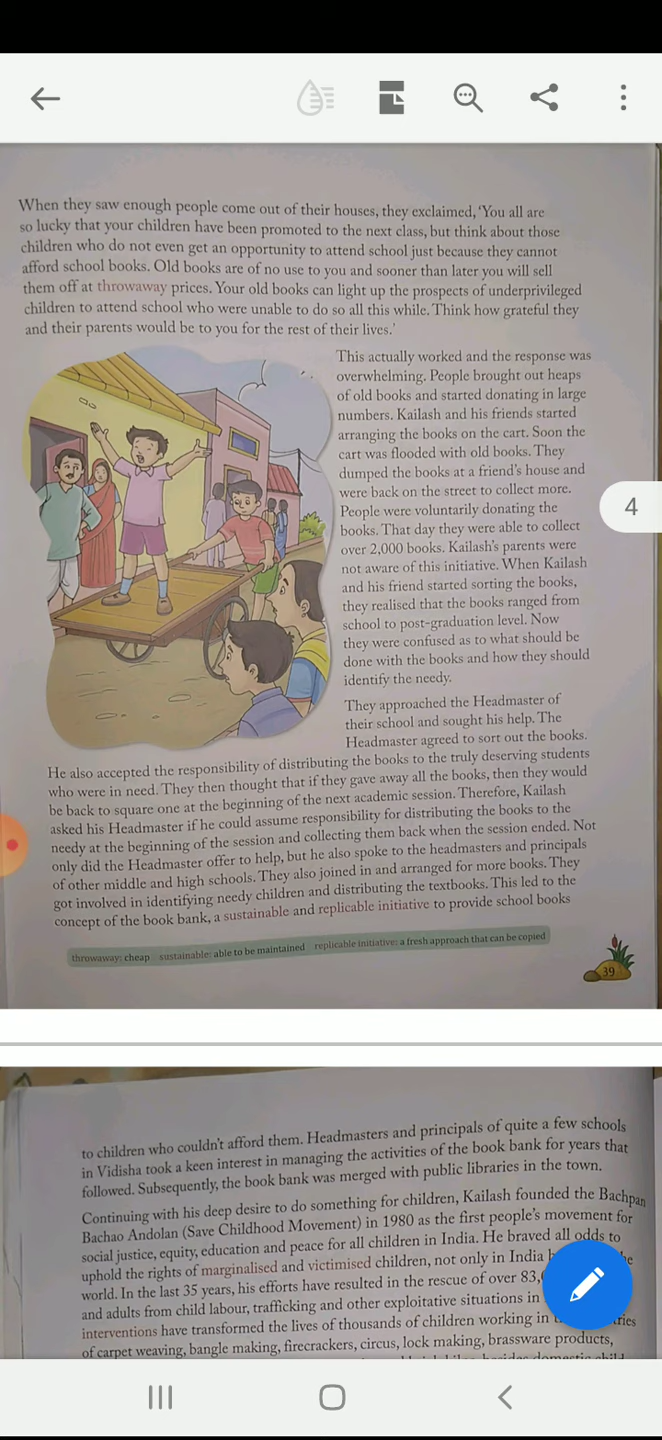 When they saw enough people come out of their houses, they exclaimed, 'You all are
so lucky that your children have been promoted to the next class, but think about those
children who do not even get an opportunity to attend school just because they cannot
afford school books. Old books are of no use to you and sooner than later you will sell
them off at throwaway prices. Your old books can light up the prospects of underprivileged
children to attend school who were unable to do so all this while. Think how grateful they
and their parents would be to you for the rest of their lives.'
This actually worked and the response was
overwhelming. People brought out heaps
of old books and started donating in large
numbers. Kailash and his friends started
arranging the books on the cart. Soon the
cart was flooded with old books. They
dumped the books at a friend's house and
were back on the street to collect more.
People were voluntarily donating the
books. That day they were able to collect
over 2,000 books. Kailash's parents were
not aware of this initiative. When Kailash
and his friend started sorting the books,
they realised that the books ranged from
school to post-graduation level. Now
they were confused as to what should be
done with the books and how they should
identify the needy.
They approached the Headmaster of
their school and sought his help. The
Headmaster agreed to sort out the books.
He also accepted the responsibility of distributing the books to the truly deserving students
who were in need. They then thought that if they gave away all the books, then they would
be back to square one at the beginning of the next academic session. Therefore, Kailash
asked his Headmaster if he could assume responsibility for distributing the books to the
needy at the beginning of the session and collecting them back when the session ended. Not
only did the Headmaster offer to help, but he also spoke to the headmasters and principals
of other middle and high schools. They also joined in and arranged for more books. They
got involved in identifying needy children and distributing the textbooks. This led to the
concept of the book bank, a sustainable and replicable initiative to provide school books
throwaway: cheap sustainable: able to be maintained replicable initiative: a fresh approach that can be copied
39
4
to children who couldn't afford them. Headmasters and principals of quite a few schools
in Vidisha took a keen interest in managing the activities of the book bank for years that
followed. Subsequently, the book bank was merged with public libraries in the town.
Continuing with his deep desire to do something for children, Kailash founded the Bachpan
Bachao Andolan (Save Childhood Movement) in 1980 as the first people's movement for
social justice, equity, education and peace for all children in India. He braved all odds to
uphold the rights of marginalised and victimised children, not only in India
world. In the last 35 years, his efforts have resulted in the rescue of over 83,
and adults from child labour, trafficking and other exploitative situations in
interventions have transformed the lives of thousands of children working in
of carpet weaving, bangle making, firecrackers, circus, lock making, brassware products,